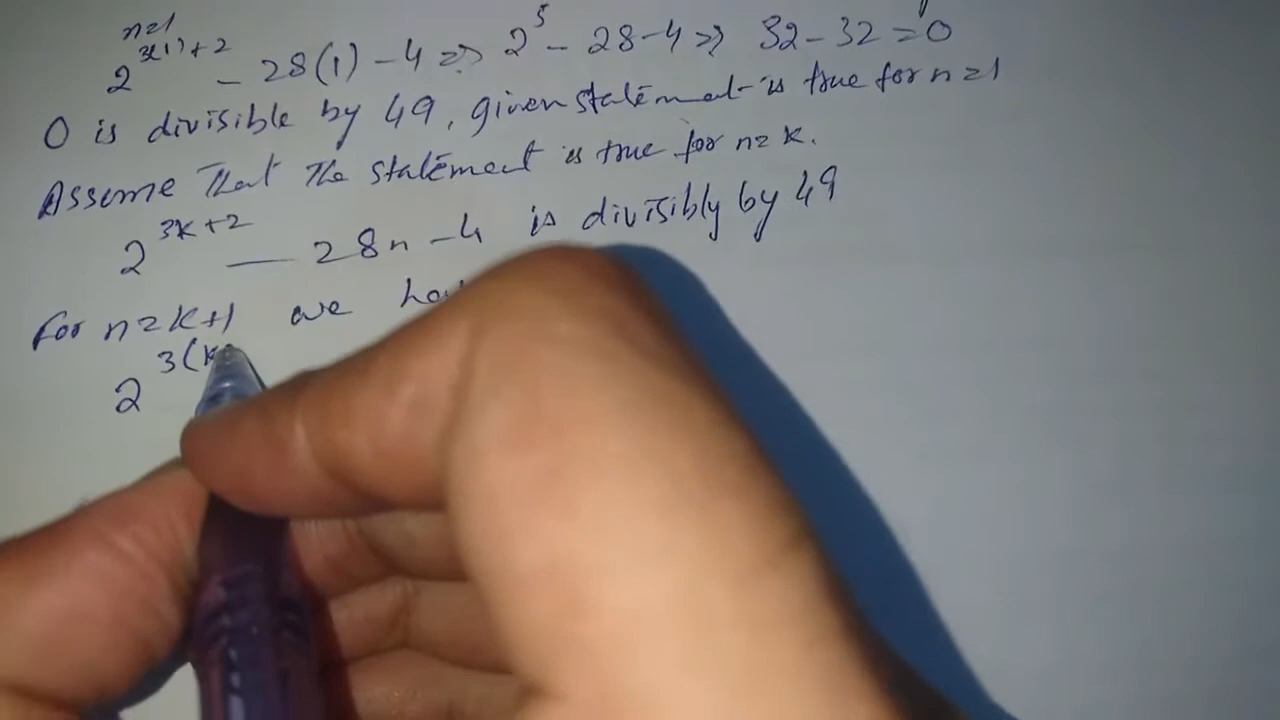 n=1
2^{3(1)+2} - 28(1) - 4 => 2^5 - 28 - 4 => 32 - 32 = 0
0 is divisible by 49, given statement is true for n=1
Assume That The statement is true for n=k.
2^{3k+2} — 28n - 4 is divisibly by 49
For n=k+1 we
2^{3(k